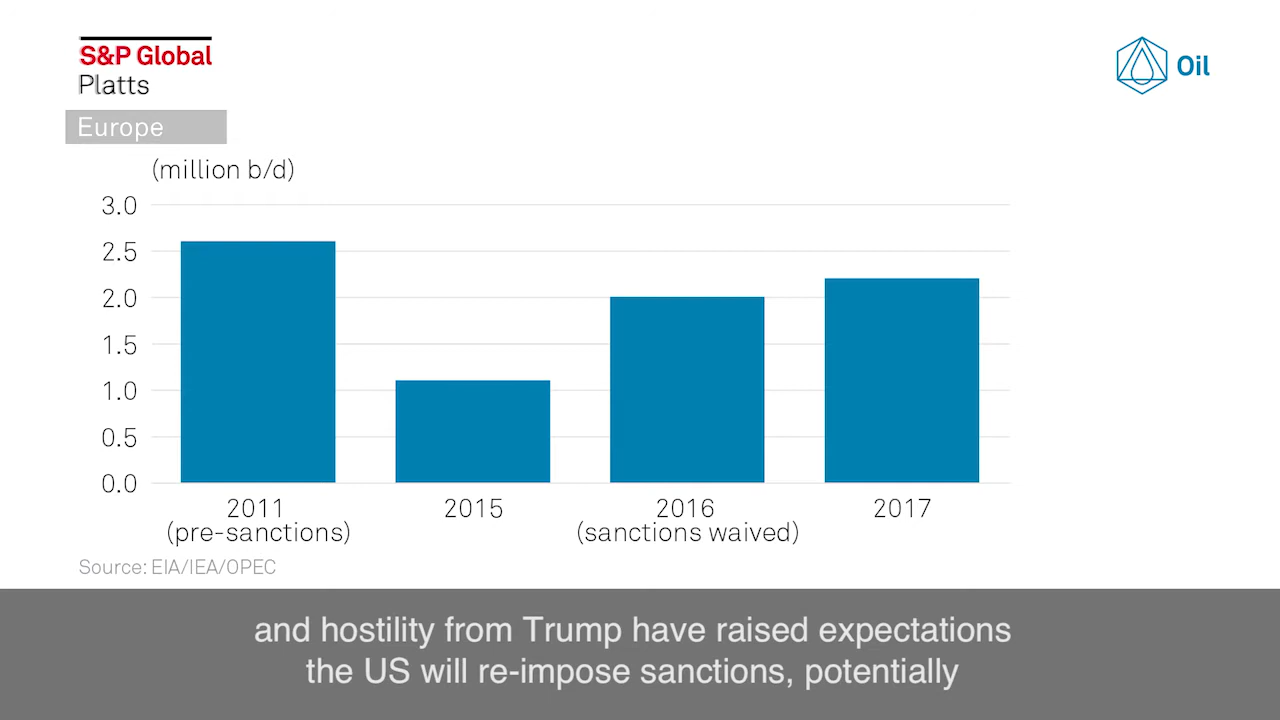 S&P Global
Platts
Oil
Europe
(million b/d)
3.0
2.5
2.0
1.5
1.0
0.5
0.0
2011 2015 2016 2017
(pre-sanctions) (sanctions waived)
Source: EIA/IEA/OPEC
and hostility from Trump have raised expectations
the US will re-impose sanctions, potentially